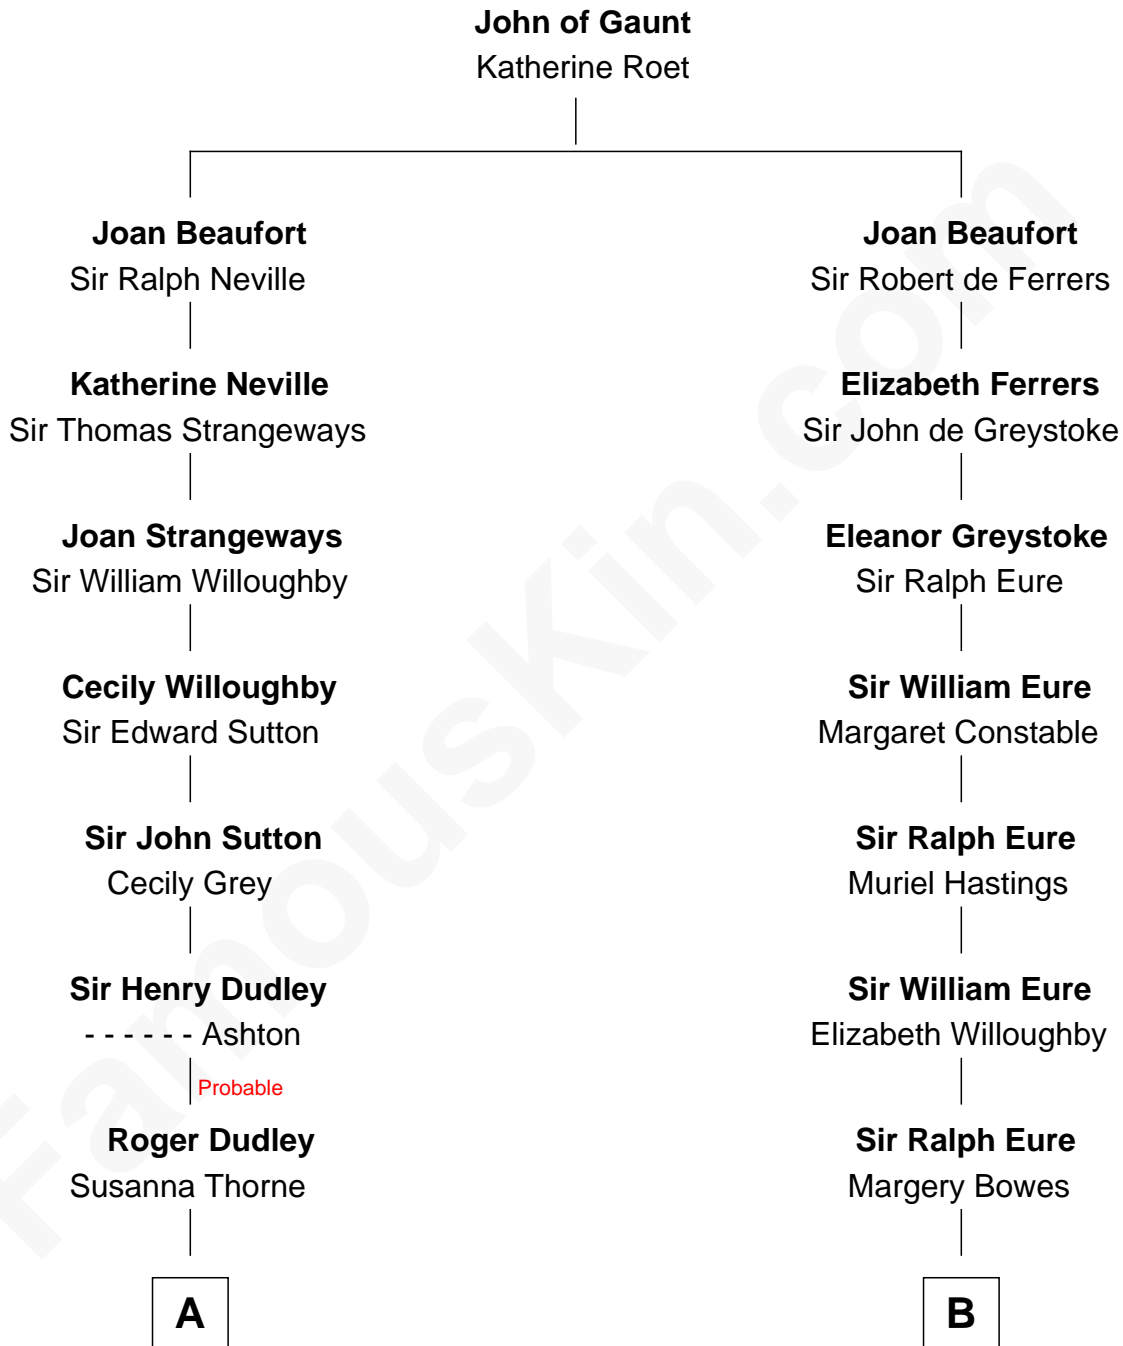 John of Gaunt
Katherine Roet
Joan Beaufort
Sir Ralph Neville
Katherine Neville
Sir Thomas Strangeways
Joan Strangeways
Sir William Willoughby
Cecily Willoughby
Sir Edward Sutton
Sir John Sutton
Cecily Grey
Sir Henry Dudley
- - - - - - Ashton
Probable
Roger Dudley
Susanna Thorne
A
Joan Beaufort
Sir Robert de Ferrers
Elizabeth Ferrers
Sir John de Greystoke
Eleanor Greystoke
Sir Ralph Eure
Sir William Eure
Margaret Constable
Sir Ralph Eure
Muriel Hastings
Sir William Eure
Elizabeth Willoughby
Sir Ralph Eure
Margery Bowes
B
FamousKin.com